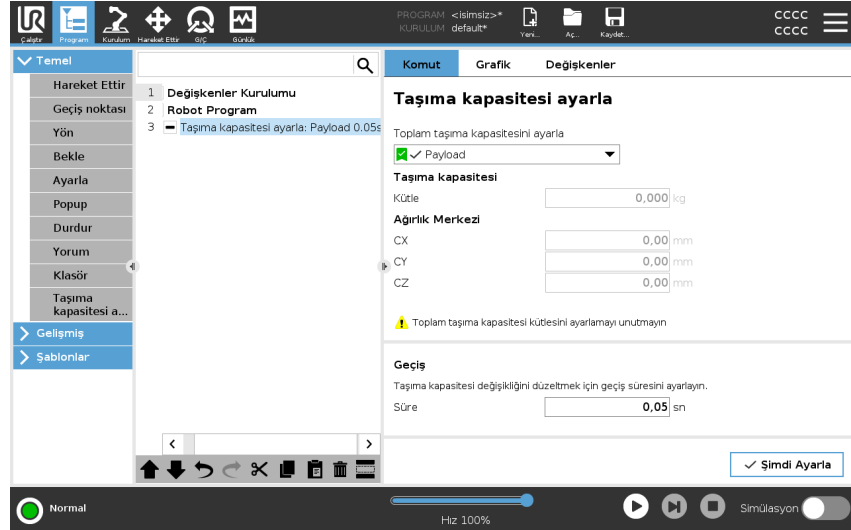 UR
PROGRAM <isimsiz>*
KURULUM default*
cccc
cccc
Çalıştır Program Kurulum Hareket Ettir G/Ç Günlük Yeni... Aç... Kaydet...
Temel
Hareket Ettir
Geçiş noktası
Yön
Bekle
Ayarla
Popup
Durdur
Yorum
Klasör
Taşıma
kapasitesi a...
Gelişmiş
Şablonlar
1 Değişkenler Kurulumu
2 Robot Program
3 Taşıma kapasitesi ayarla: Payload 0.05s
Komut Grafik Değişkenler
Taşıma kapasitesi ayarla
Toplam taşıma kapasitesini ayarla
Payload
Taşıma kapasitesi
Kütle 0,000 kg
Ağırlık Merkezi
CX 0,00 mm
CY 0,00 mm
CZ 0,00 mm
Toplam taşıma kapasitesi kütlesini ayarlamayı unutmayın
Geçiş
Taşıma kapasitesi değişikliğini düzeltmek için geçiş süresini ayarlayın.
Süre 0,05 sn
Şimdi Ayarla
Normal
Hız 100%
Simülasyon